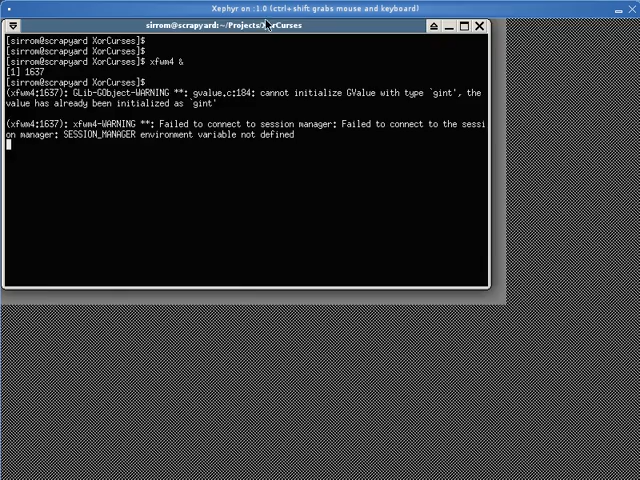 Xephyr on :1.0 (ctrl+shift grabs mouse and keyboard)
sirrom@scrapyard:~/Projects/XorCurses
[sirrom@scrapyard XorCurses]$
[sirrom@scrapyard XorCurses]$
[sirrom@scrapyard XorCurses]$ xfwm4 &
[1] 1637
[sirrom@scrapyard XorCurses]$
(xfwm4:1637): GLib-GObject-WARNING **: gvalue.c:184: cannot initialize GValue with type `gint', the
value has already been initialized as `gint'
(xfwm4:1637): xfwm4-WARNING **: Failed to connect to session manager: Failed to connect to the sessi
on manager: SESSION_MANAGER environment variable not defined